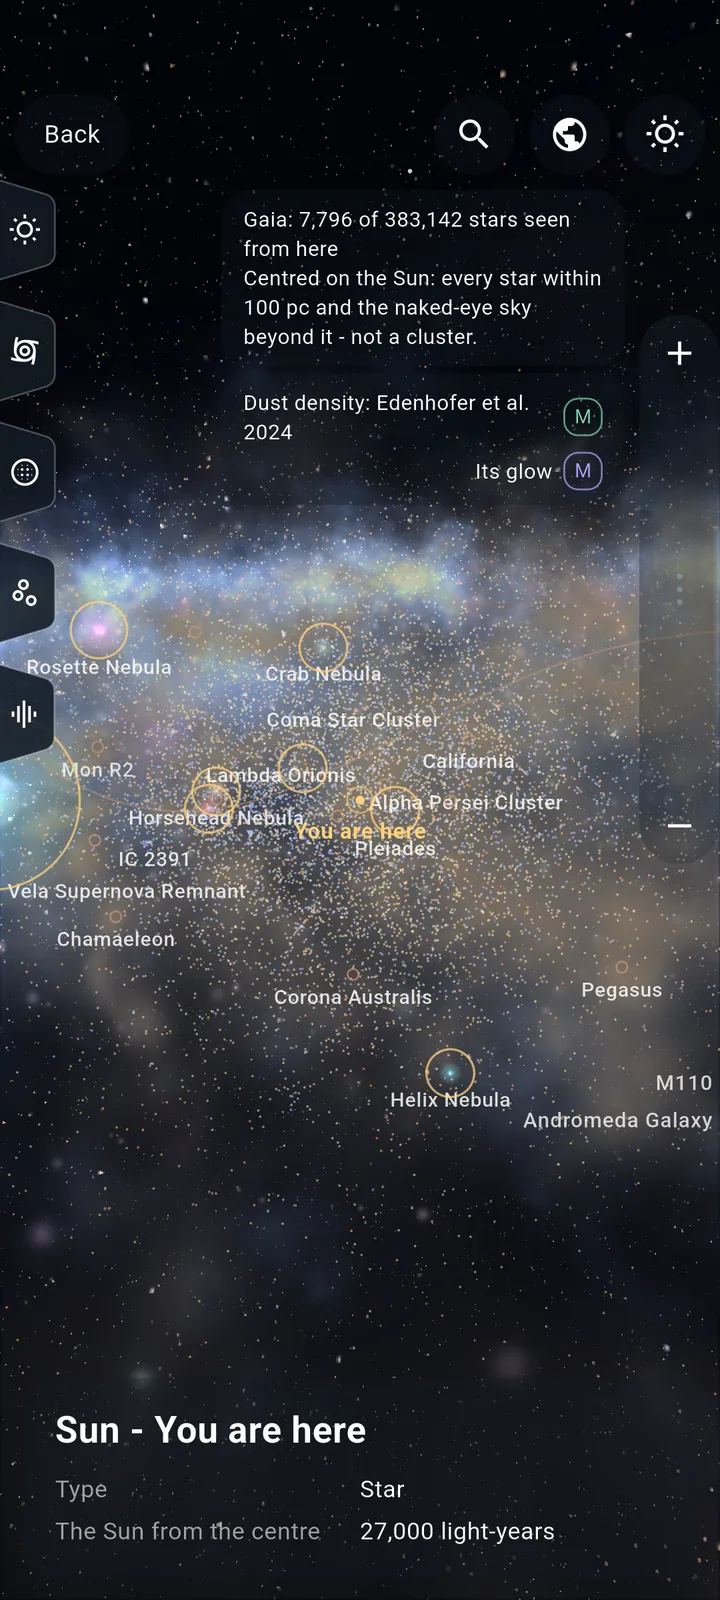 Back
Gaia: 7,796 of 383,142 stars seen
from here
Centred on the Sun: every star within
100 pc and the naked-eye sky
beyond it - not a cluster.
Dust density: Edenhofer et al.
2024
M
Its glow
M
Rosette Nebula
Crab Nebula
Coma Star Cluster
California
Mon R2
Lambda Orionis
Alpha Persei Cluster
Horsehead Nebula
You are here
Pleiades
IC 2391
Vela Supernova Remnant
Chamaeleon
Corona Australis
Pegasus
M110
Helix Nebula
Andromeda Galaxy
Sun - You are here
Type Star
The Sun from the centre 27,000 light-years